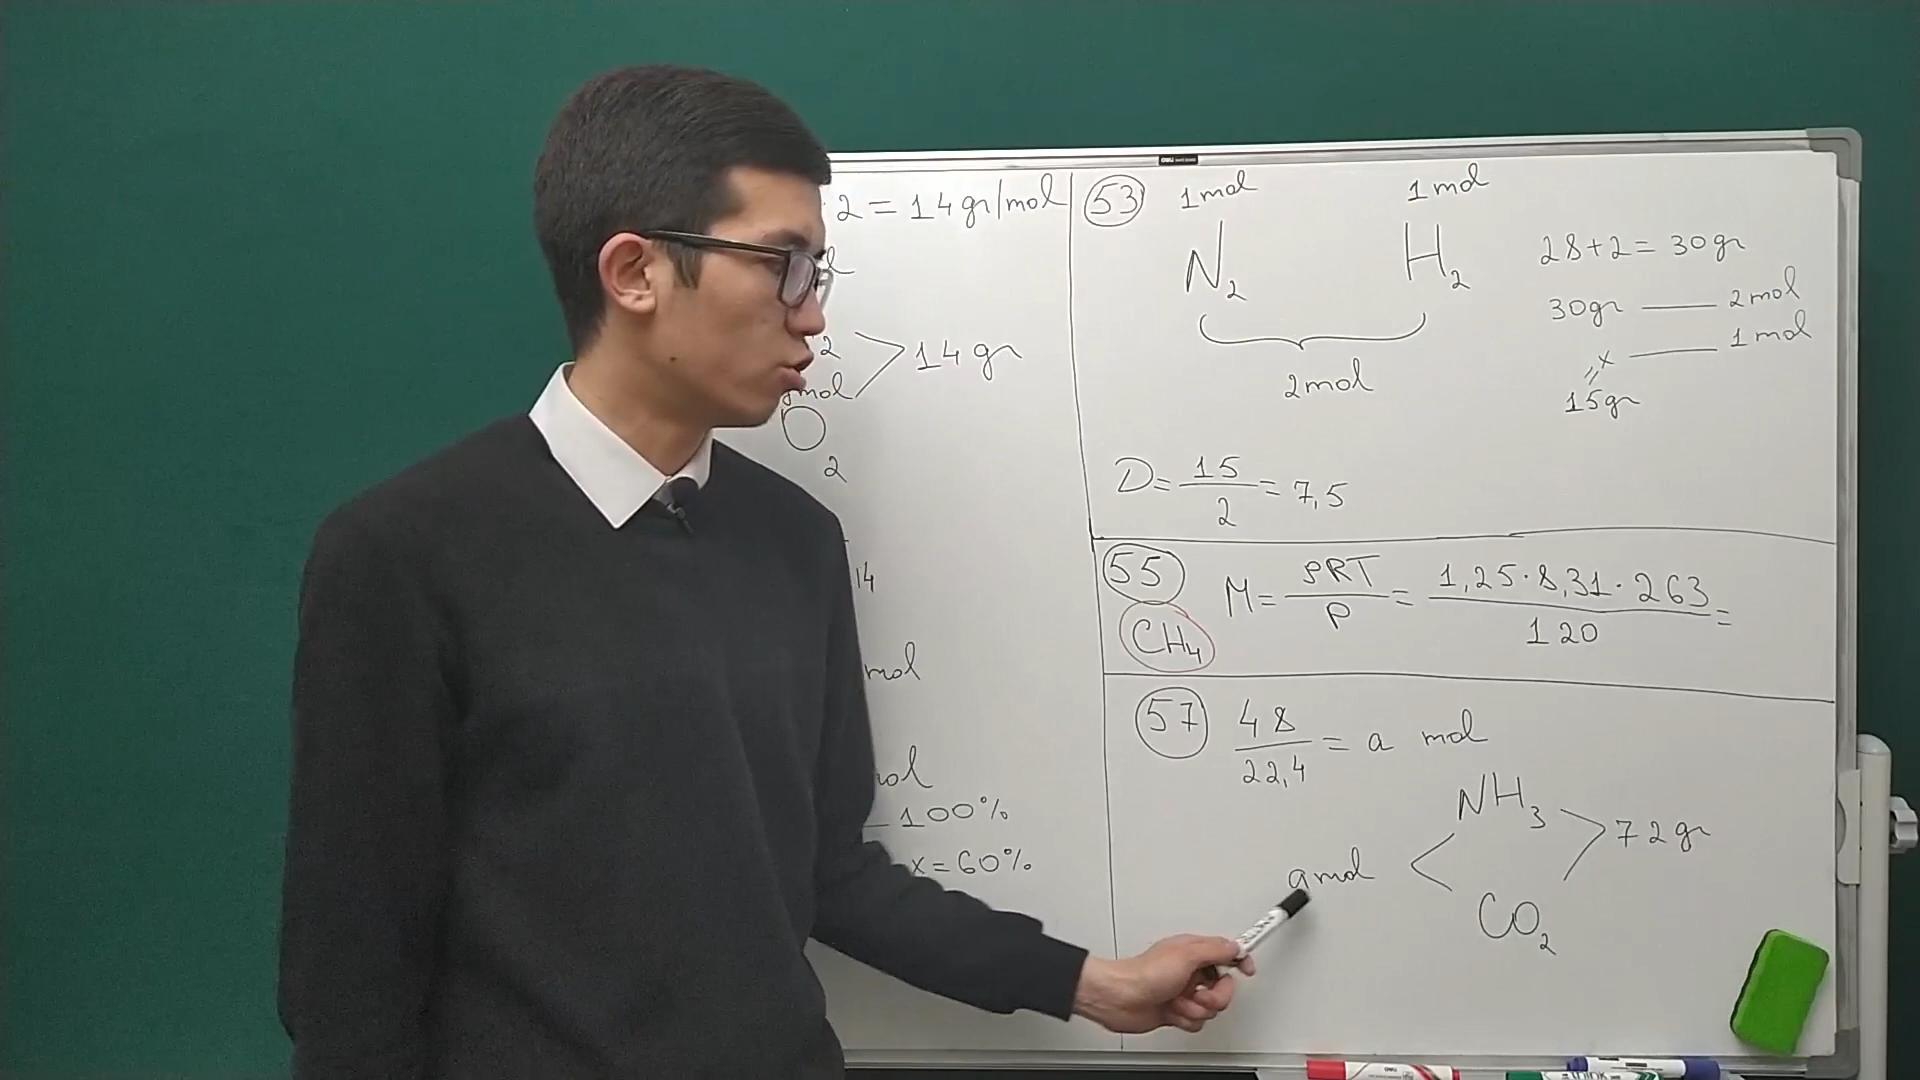 · 2 = 14 gr/mol
2
14 gr
mol
O2
14
mol
100%
x = 60%
53
1 mol 1 mol
N2 H2
2 mol
28 + 2 = 30 gr
30 gr — 2 mol
x — 1 mol
15 gr
D = 15/2 = 7,5
55 M = ρRT/P = 1,25 · 8,31 · 263/120 =
CH4
57 48/22,4 = a mol
NH3
72 gr
a mol
CO2